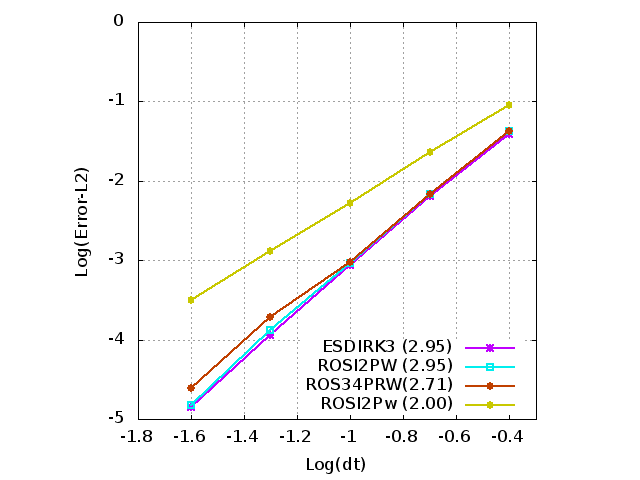 0
-1
-2
-3
-4
-5
Log(Error-L2)
ESDIRK3 (2.95)
ROSI2PW (2.95)
ROS34PRW(2.71)
ROSI2Pw (2.00)
-1.8 -1.6 -1.4 -1.2 -1 -0.8 -0.6 -0.4
Log(dt)